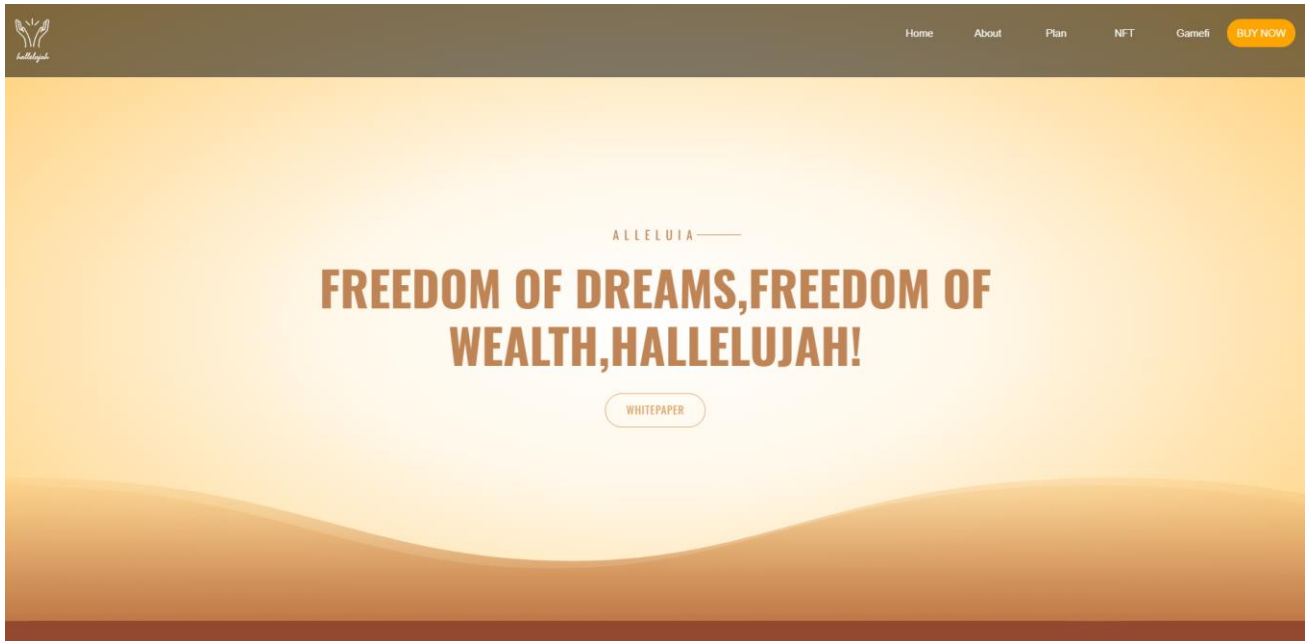 hallelujah
Home About Plan NFT Gamefi BUY NOW
ALLELUIA
FREEDOM OF DREAMS,FREEDOM OF
WEALTH,HALLELUJAH!
WHITEPAPER